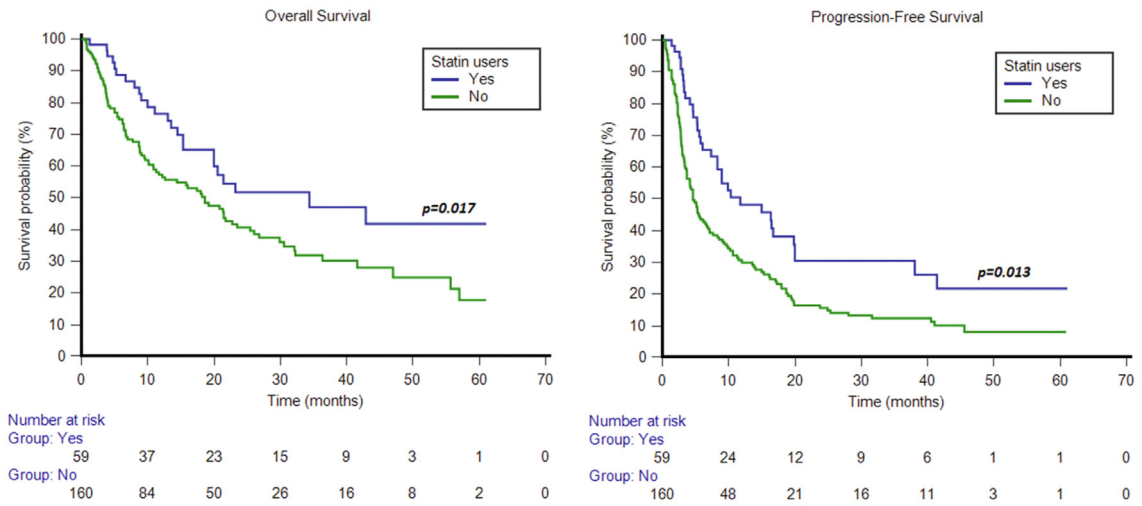 Overall Survival
Survival probability (%)
100
90
80
70
60
50
40
30
20
10
0
Statin users
Yes
No
p=0.017
0 10 20 30 40 50 60 70
Time (months)
Number at risk
Group: Yes
59 37 23 15 9 3 1 0
Group: No
160 84 50 26 16 8 2 0
Progression-Free Survival
Survival probability (%)
100
90
80
70
60
50
40
30
20
10
0
Statin users
Yes
No
p=0.013
0 10 20 30 40 50 60 70
Time (months)
Number at risk
Group: Yes
59 24 12 9 6 1 1 0
Group: No
160 48 21 16 11 3 1 0